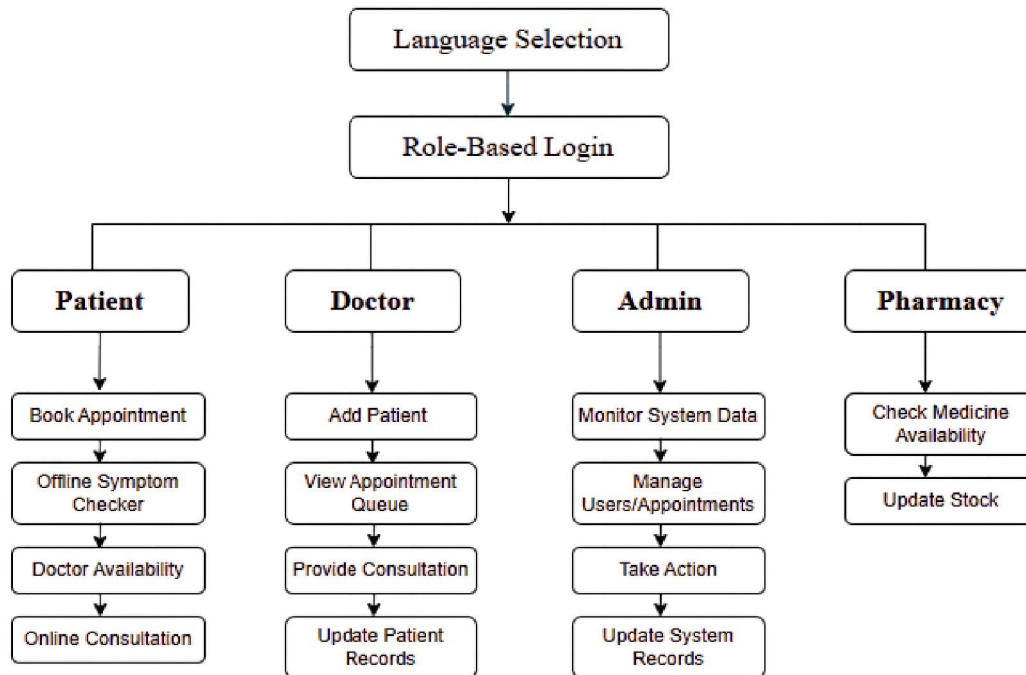 Language Selection
Role-Based Login
Patient
Doctor
Admin
Pharmacy
Book Appointment
Offline Symptom
Checker
Doctor Availability
Online Consultation
Add Patient
View Appointment
Queue
Provide Consultation
Update Patient
Records
Monitor System Data
Manage
Users/Appointments
Take Action
Update System
Records
Check Medicine
Availability
Update Stock